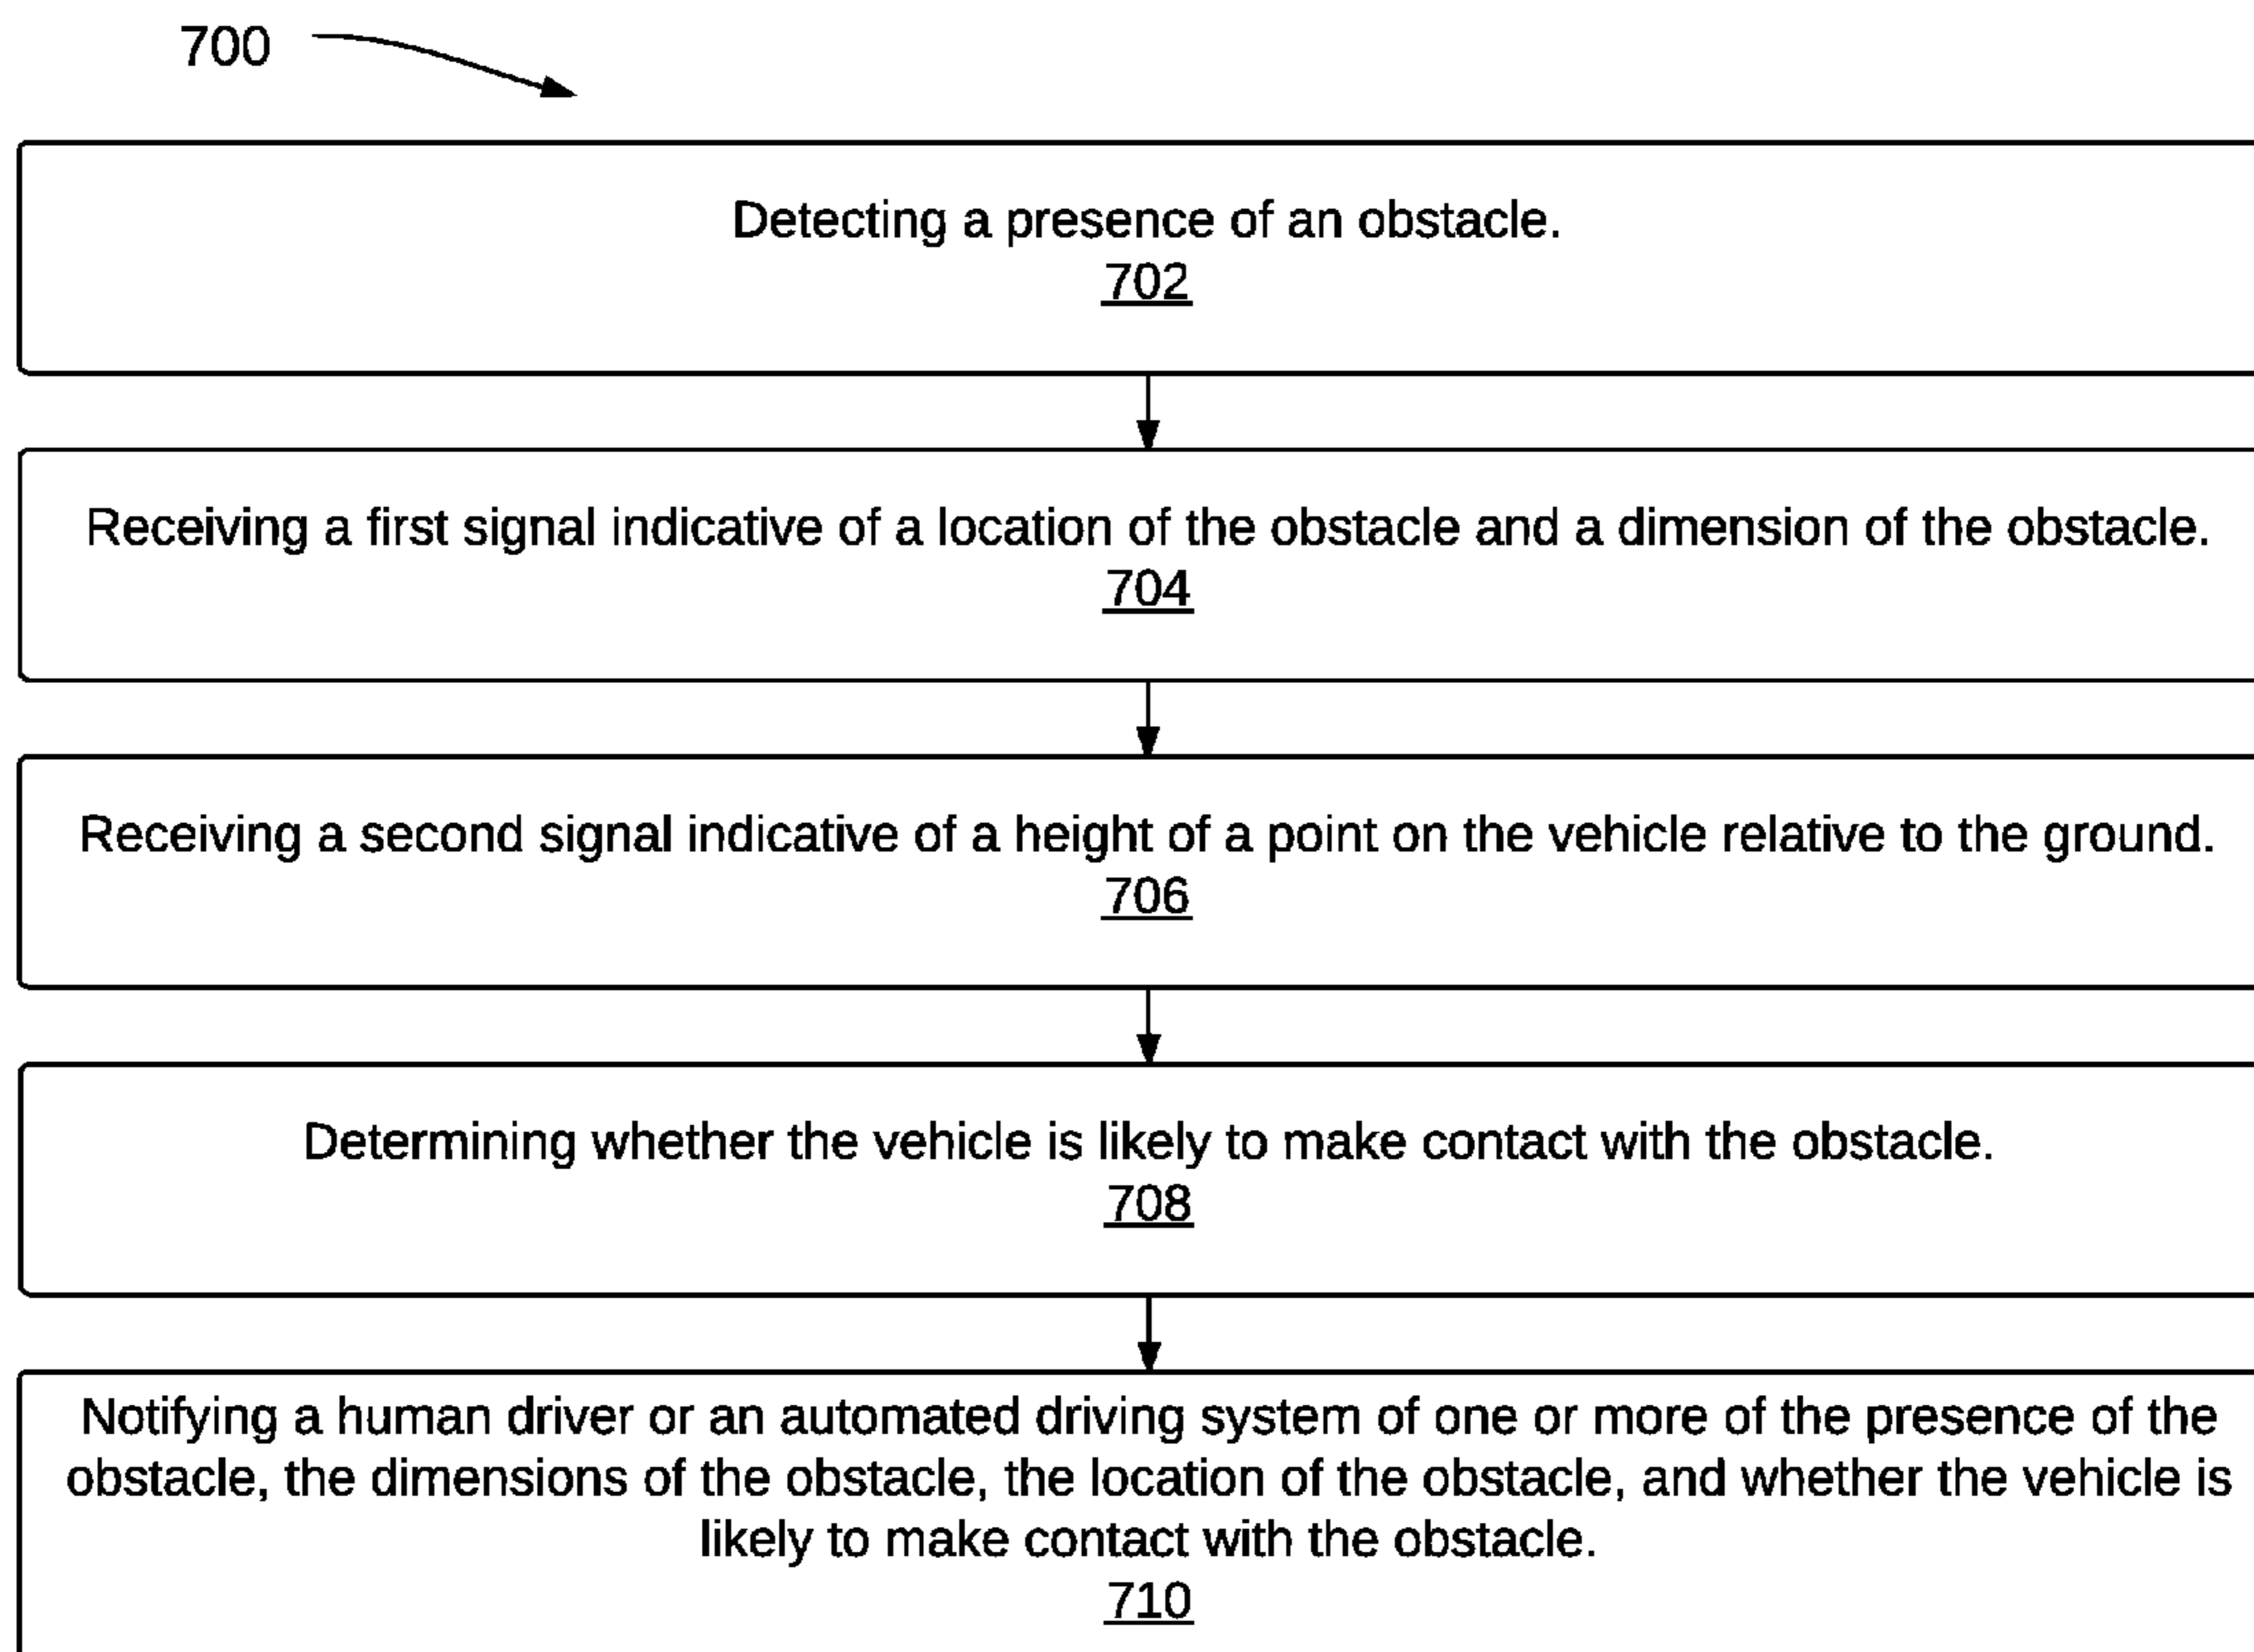 700
Detecting a presence of an obstacle.
702
Receiving a first signal indicative of a location of the obstacle and a dimension of the obstacle.
704
Receiving a second signal indicative of a height of a point on the vehicle relative to the ground.
706
Determining whether the vehicle is likely to make contact with the obstacle.
708
Notifying a human driver or an automated driving system of one or more of the presence of the
obstacle, the dimensions of the obstacle, the location of the obstacle, and whether the vehicle is
likely to make contact with the obstacle.
710